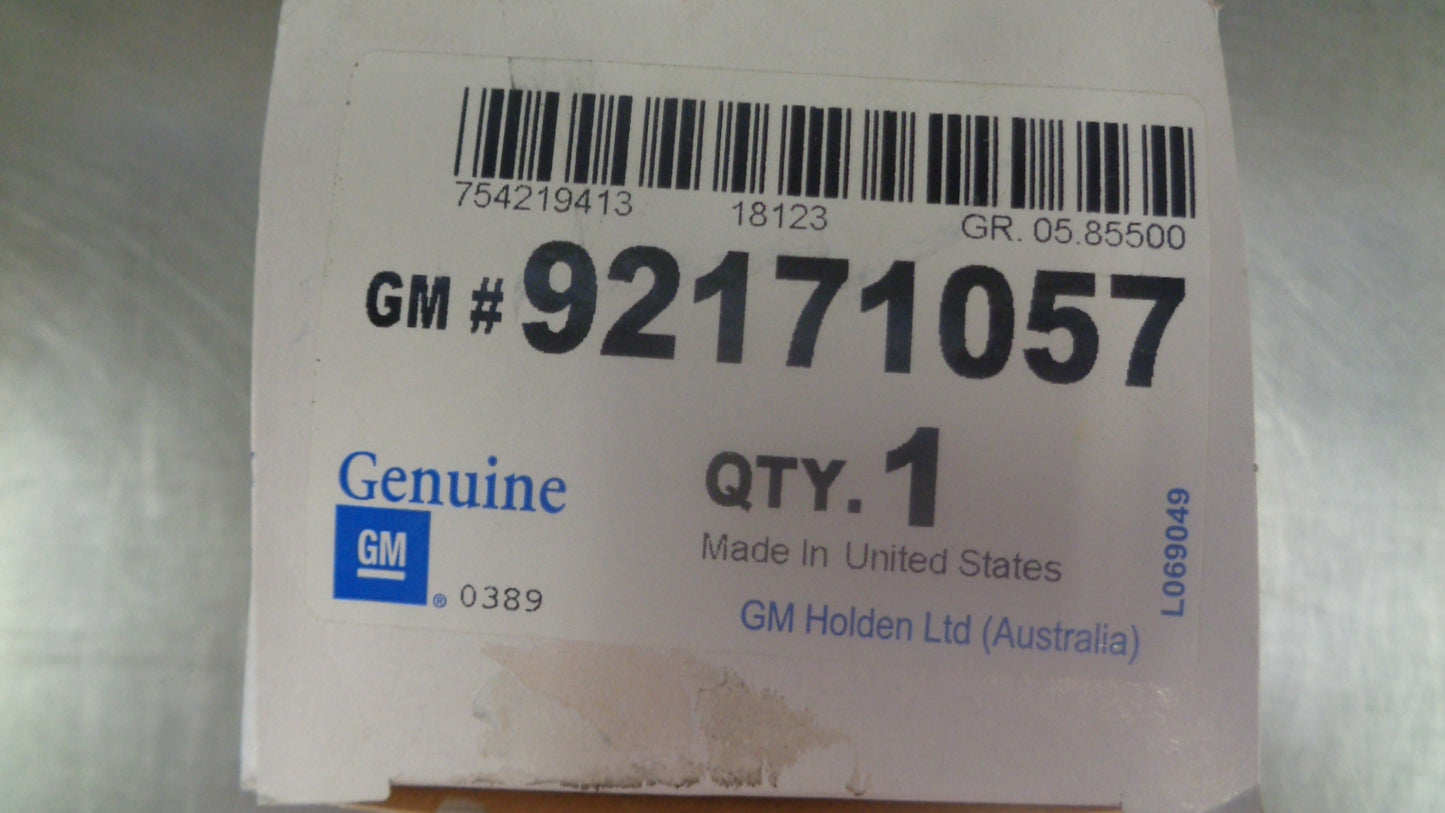 754219413 18123 GR. 05.85500
GM # 92171057
Genuine
GM
® 0389
QTY. 1
Made In United States
GM Holden Ltd (Australia)
L069049